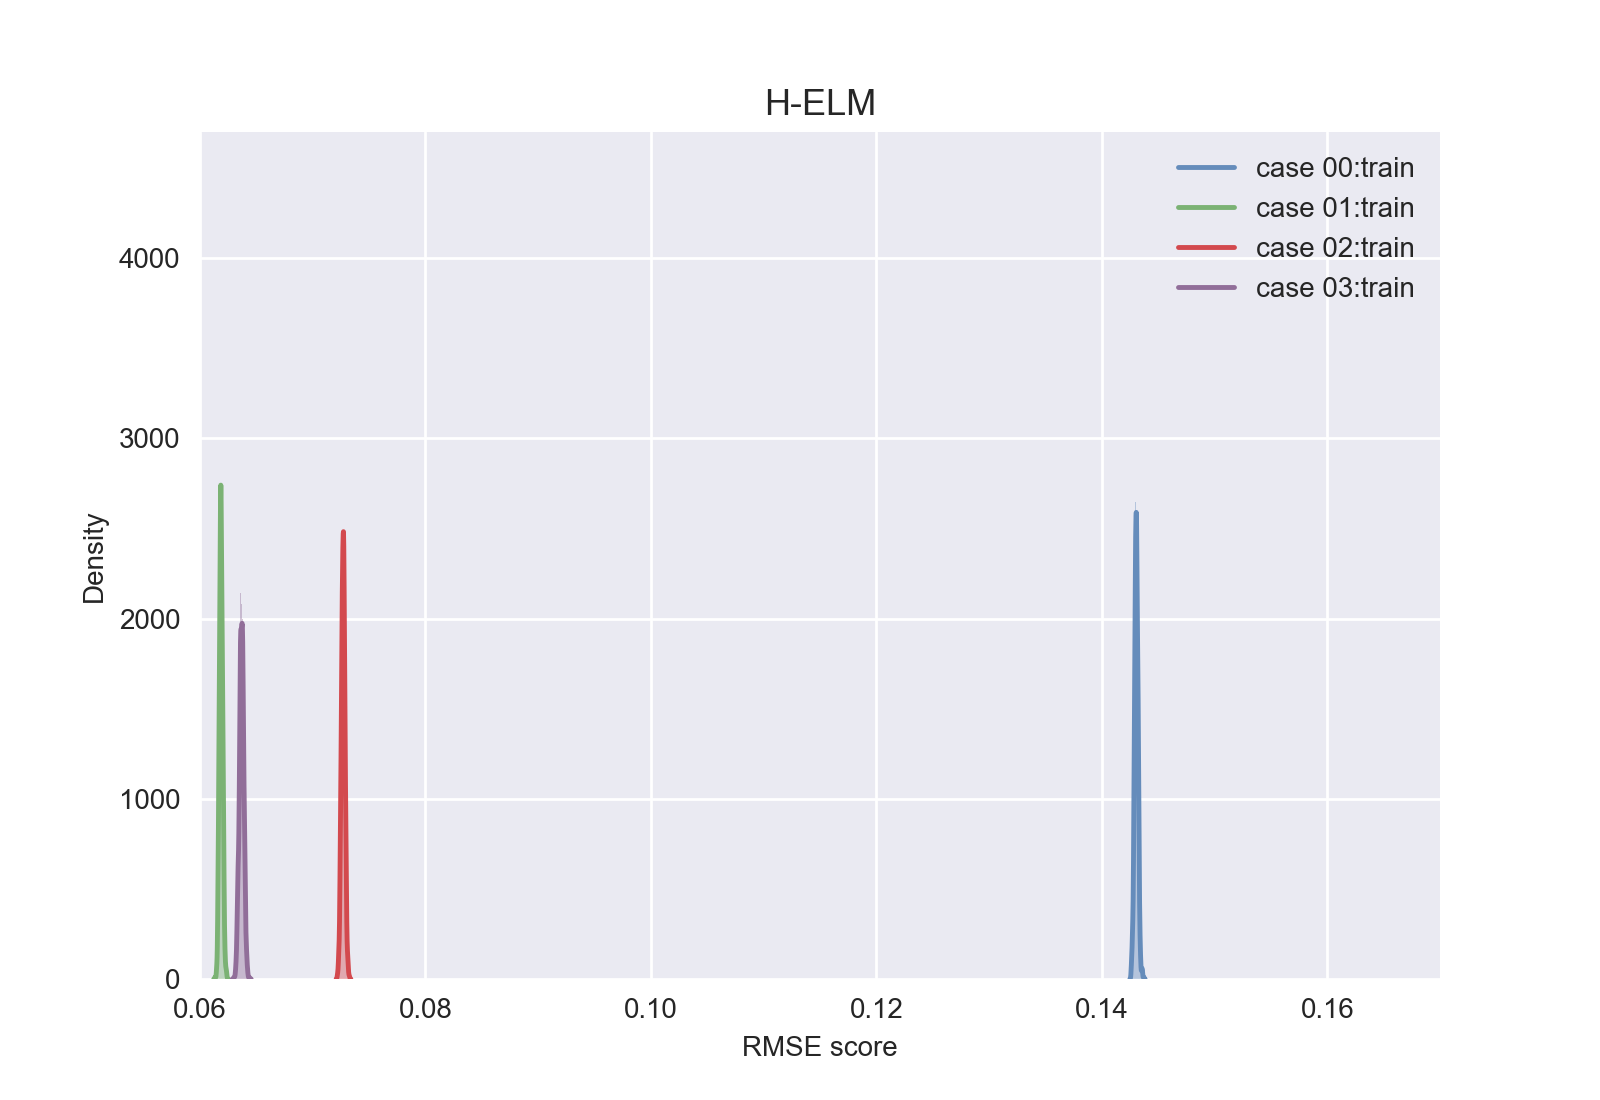 H-ELM
case 00:train
case 01:train
case 02:train
case 03:train
4000
3000
2000
1000
0
Density
0.06 0.08 0.10 0.12 0.14 0.16
RMSE score